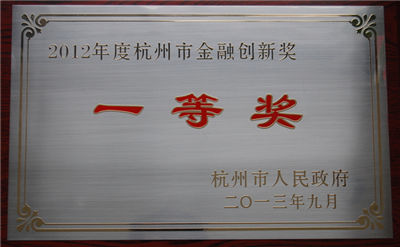 2012年度杭州市金融创新奖
一等奖
杭州市人民政府
二〇一三年九月